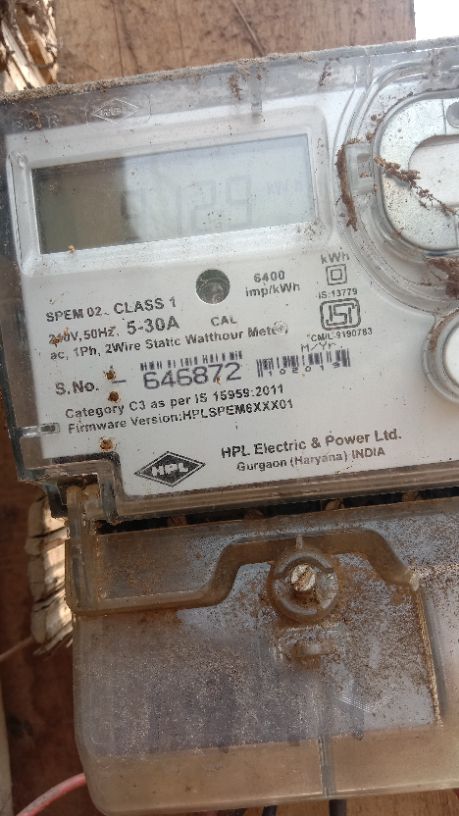 kWh
6400
imp/kWh
IS:13779
SPEM 02 - CLASS 1
240V, 50Hz 5-30A CAL
ac, 1Ph, 2Wire Static Watthour Meter
CM/L-9190783
M/Yr
S.No. - 646872
Category C3 as per IS 15959:2011
Firmware Version:HPLSPEM6XXX01
HPL
HPL Electric & Power Ltd.
Gurgaon (Haryana) INDIA